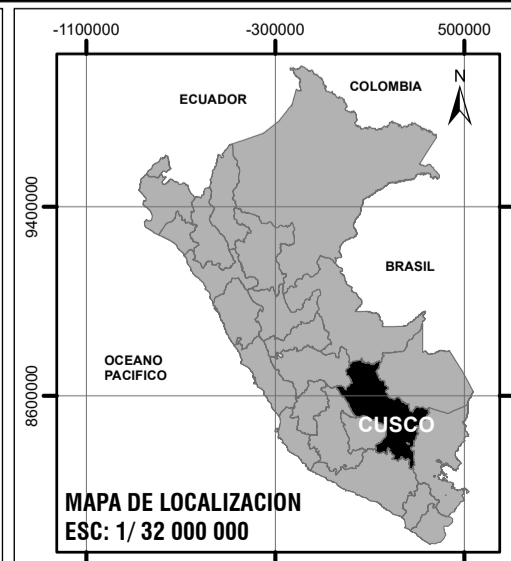 -1100000
-300000
500000
N
COLOMBIA
ECUADOR
9400000
BRASIL
OCEANO
PACIFICO
8600000
CUSCO
MAPA DE LOCALIZACION
ESC: 1/ 32 000 000